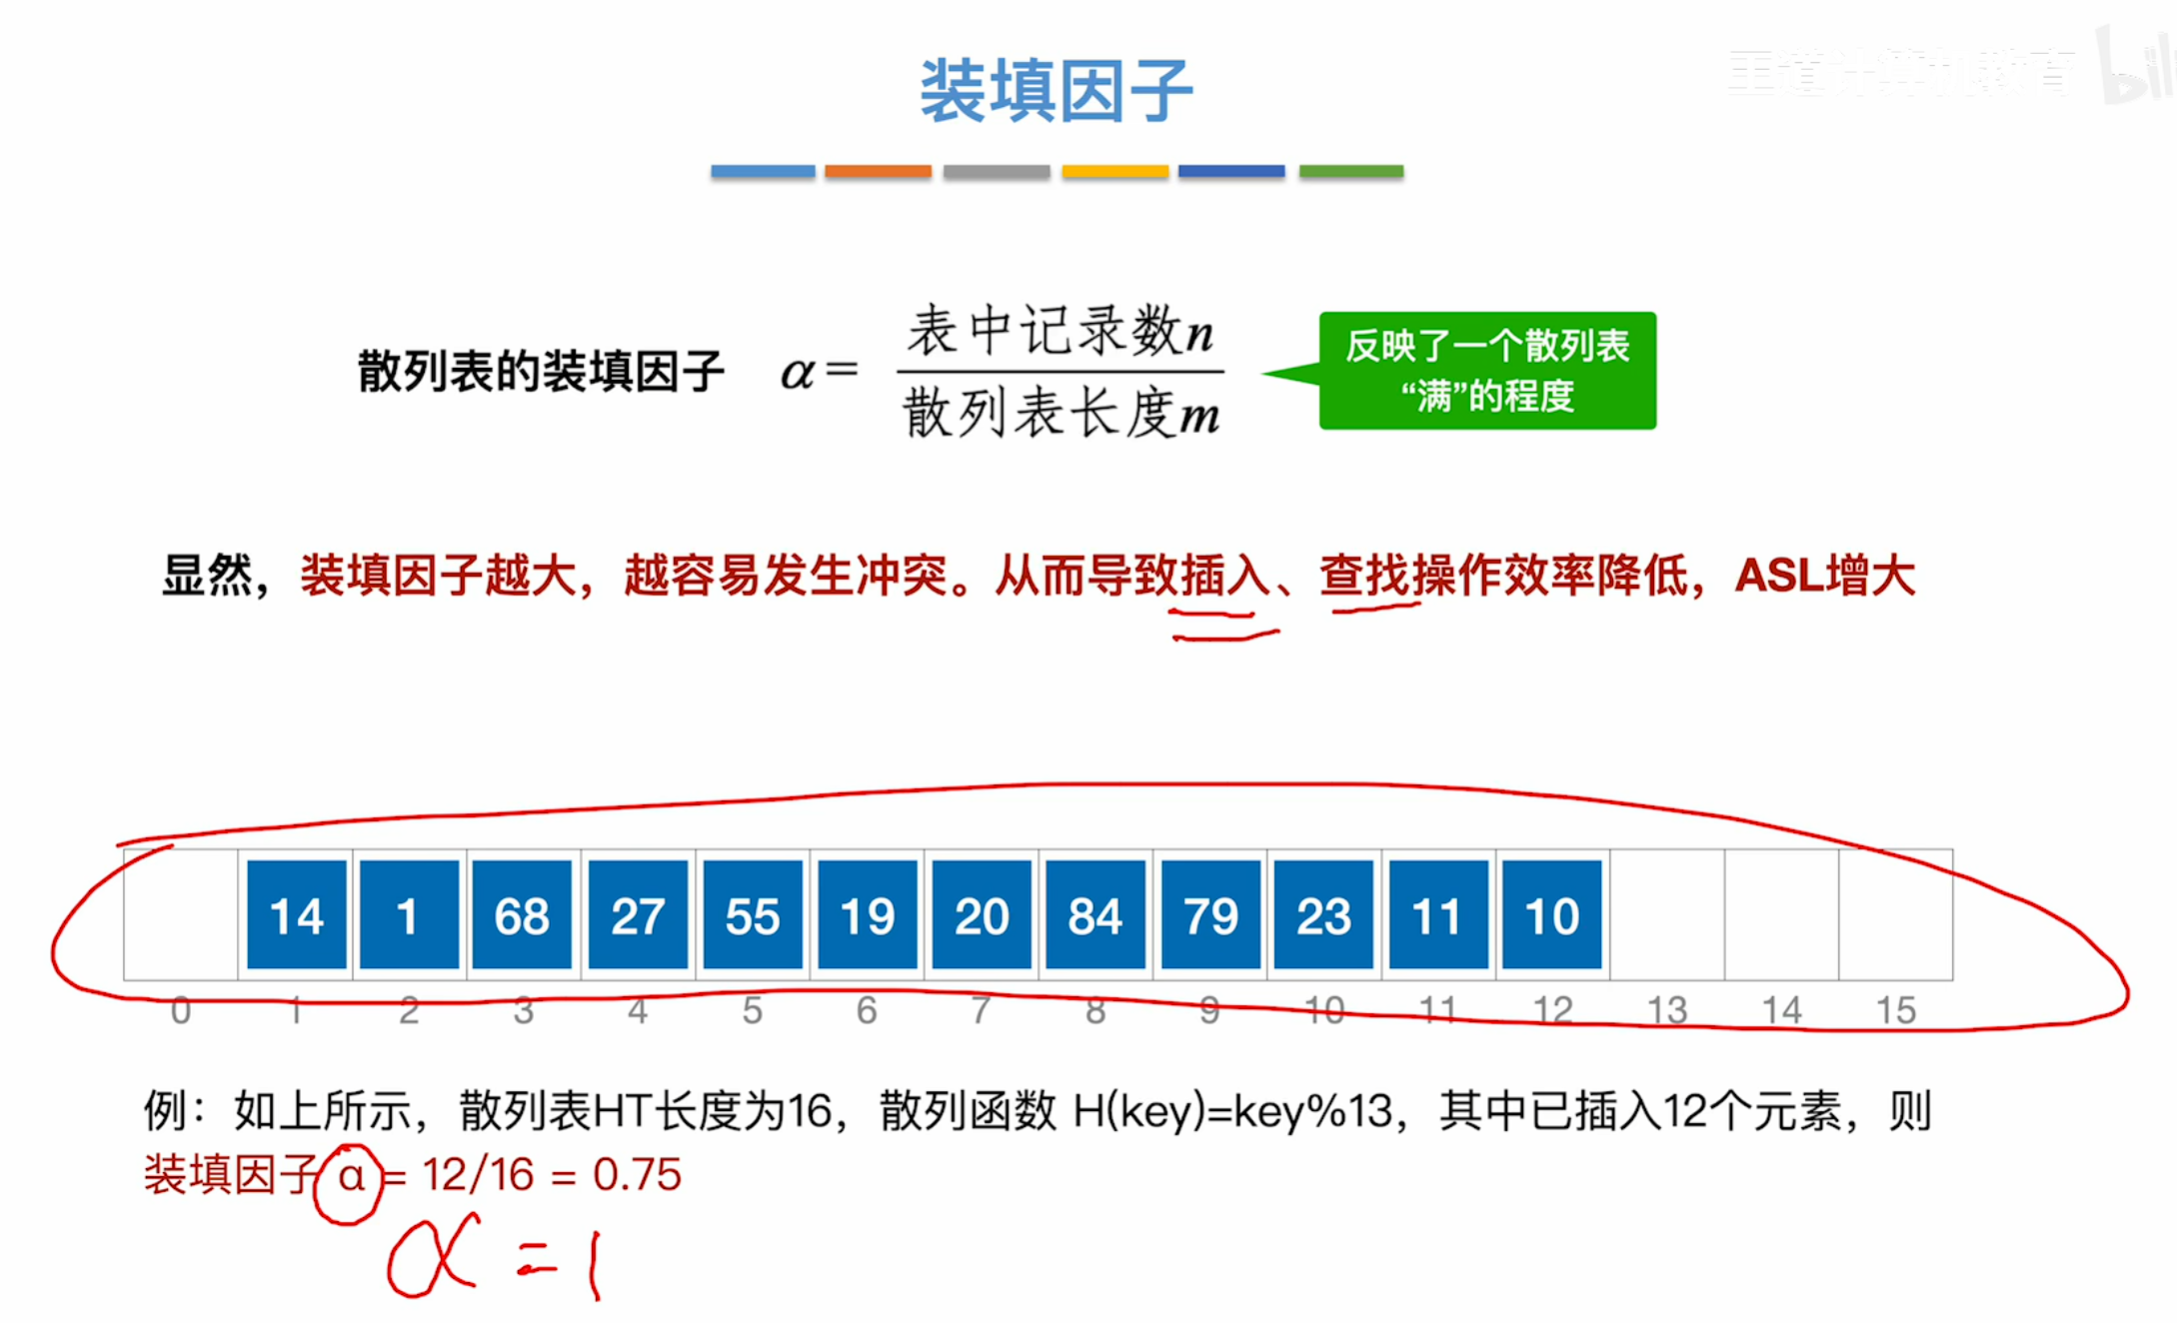 装填因子
王道计算机教育 bili
表中记录数n
散列表的装填因子 α=
散列表长度m
反映了一个散列表
“满”的程度
显然，装填因子越大，越容易发生冲突。从而导致插入、查找操作效率降低，ASL增大
14 1 68 27 55 19 20 84 79 23 11 10
0 1 2 3 4 5 6 7 8 9 10 11 12 13 14 15
例：如上所示，散列表HT长度为16，散列函数 H(key)=key%13，其中已插入12个元素，则
装填因子 α = 12/16 = 0.75
α = 1